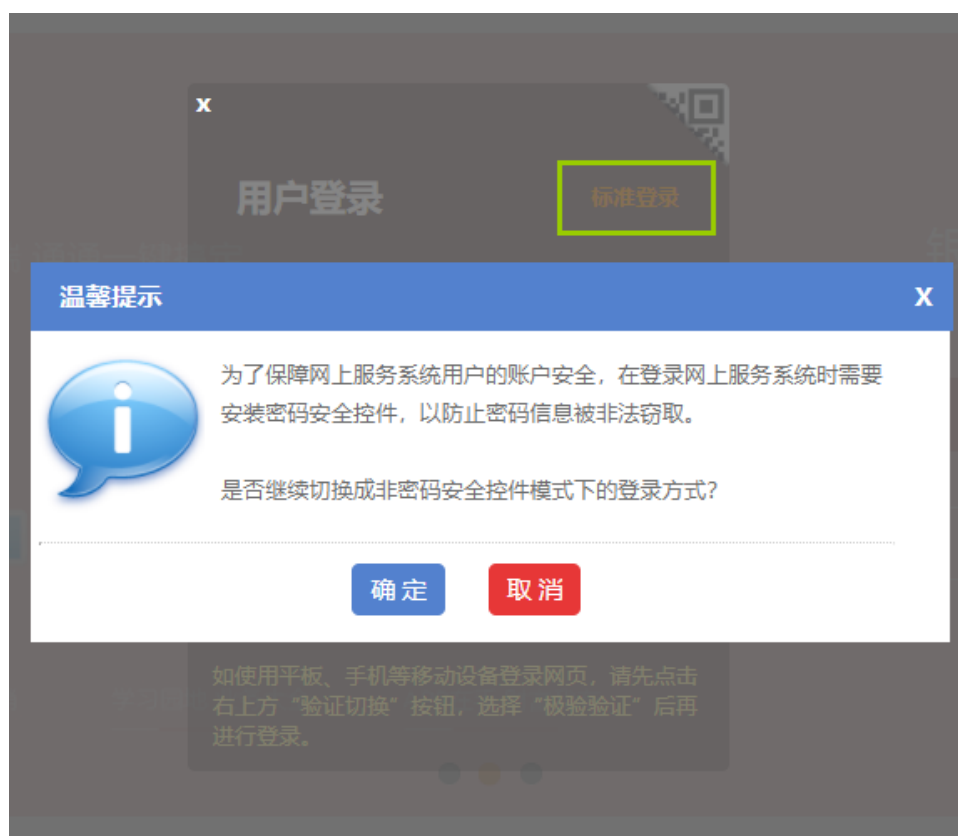 x
用户登录
标准登录
温馨提示
X
为了保障网上服务系统用户的账户安全，在登录网上服务系统时需要
安装密码安全控件，以防止密码信息被非法窃取。
是否继续切换成非密码安全控件模式下的登录方式？
确定
取消
如使用平板、手机等移动设备登录网页，请先点击
右上方“验证切换”按钮，选择“极验验证”后再
进行登录。